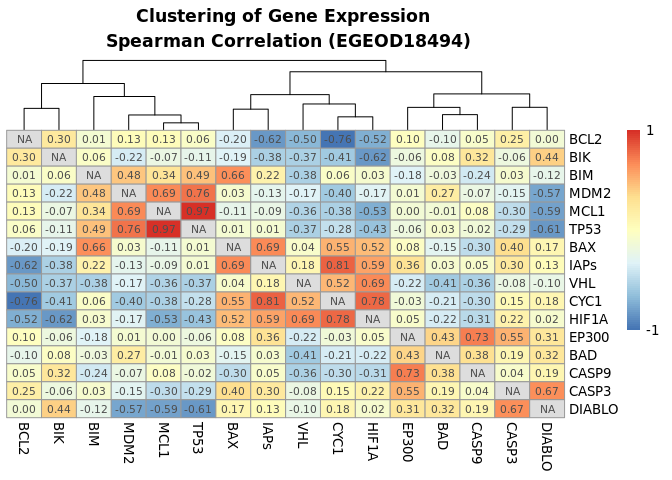 Clustering of Gene Expression
Spearman Correlation (EGEOD18494)
NA 0.30 0.01 0.13 0.13 0.06 -0.20 -0.62 -0.50 -0.76 -0.52 0.10 -0.10 0.05 0.25 0.00 BCL2
0.30 NA 0.06 -0.22 -0.07 -0.11 -0.19 -0.38 -0.37 -0.41 -0.62 -0.06 0.08 0.32 -0.06 0.44 BIK
0.01 0.06 NA 0.48 0.34 0.49 0.66 0.22 -0.38 0.06 0.03 -0.18 -0.03 -0.24 0.03 -0.12 BIM
0.13 -0.22 0.48 NA 0.69 0.76 0.03 -0.13 -0.17 -0.40 -0.17 0.01 0.27 -0.07 -0.15 -0.57 MDM2
0.13 -0.07 0.34 0.69 NA 0.97 -0.11 -0.09 -0.36 -0.38 -0.53 0.00 -0.01 0.08 -0.30 -0.59 MCL1
0.06 -0.11 0.49 0.76 0.97 NA 0.01 0.01 -0.37 -0.28 -0.43 -0.06 0.03 -0.02 -0.29 -0.61 TP53
-0.20 -0.19 0.66 0.03 -0.11 0.01 NA 0.69 0.04 0.55 0.52 0.08 -0.15 -0.30 0.40 0.17 BAX
-0.62 -0.38 0.22 -0.13 -0.09 0.01 0.69 NA 0.18 0.81 0.59 0.36 0.03 0.05 0.30 0.13 IAPs
-0.50 -0.37 -0.38 -0.17 -0.36 -0.37 0.04 0.18 NA 0.52 0.69 -0.22 -0.41 -0.36 -0.08 -0.10 VHL
-0.76 -0.41 0.06 -0.40 -0.38 -0.28 0.55 0.81 0.52 NA 0.78 -0.03 -0.21 -0.30 0.15 0.18 CYC1
-0.52 -0.62 0.03 -0.17 -0.53 -0.43 0.52 0.59 0.69 0.78 NA 0.05 -0.22 -0.31 0.22 0.02 HIF1A
0.10 -0.06 -0.18 0.01 0.00 -0.06 0.08 0.36 -0.22 -0.03 0.05 NA 0.43 0.73 0.55 0.31 EP300
-0.10 0.08 -0.03 0.27 -0.01 0.03 -0.15 0.03 -0.41 -0.21 -0.22 0.43 NA 0.38 0.19 0.32 BAD
0.05 0.32 -0.24 -0.07 0.08 -0.02 -0.30 0.05 -0.36 -0.30 -0.31 0.73 0.38 NA 0.04 0.19 CASP9
0.25 -0.06 0.03 -0.15 -0.30 -0.29 0.40 0.30 -0.08 0.15 0.22 0.55 0.19 0.04 NA 0.67 CASP3
0.00 0.44 -0.12 -0.57 -0.59 -0.61 0.17 0.13 -0.10 0.18 0.02 0.31 0.32 0.19 0.67 NA DIABLO
BCL2 BIK BIM MDM2 MCL1 TP53 BAX IAPs VHL CYC1 HIF1A EP300 BAD CASP9 CASP3 DIABLO
1
-1